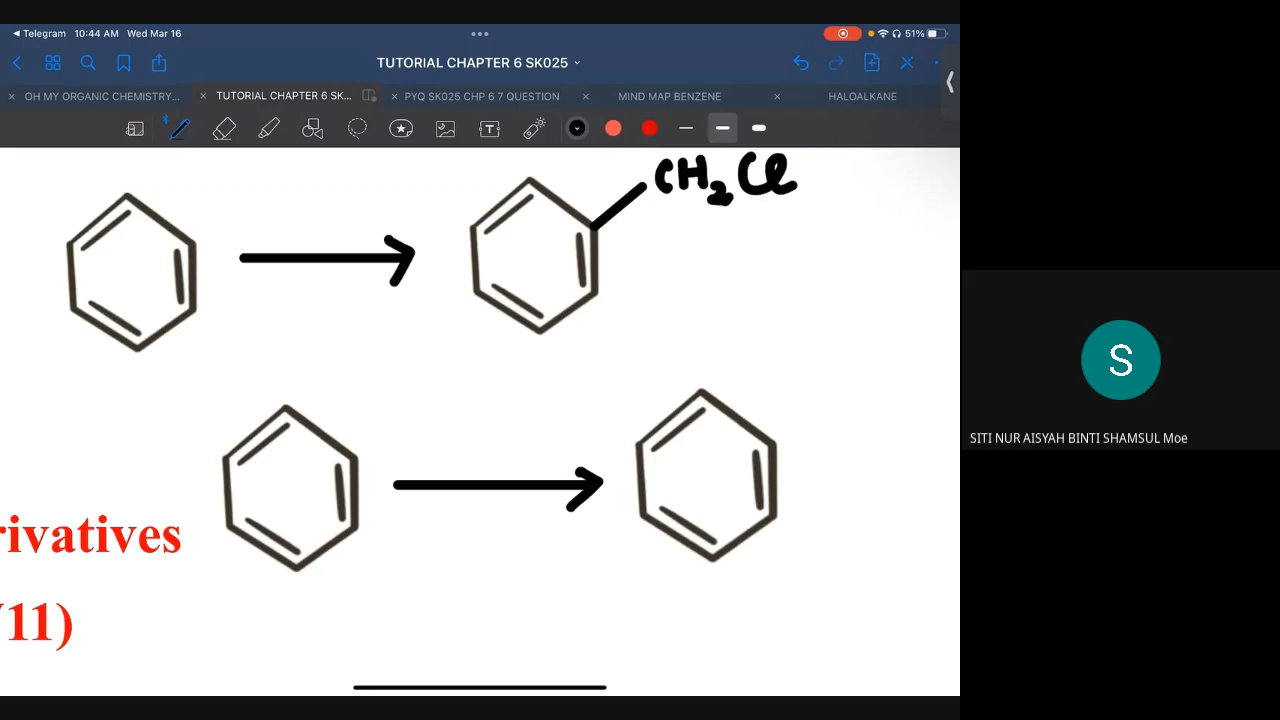 Telegram 10:44 AM Wed Mar 16
51%
TUTORIAL CHAPTER 6 SK025
OH MY ORGANIC CHEMISTRY... TUTORIAL CHAPTER 6 SK... PYQ SK025 CHP 6 7 QUESTION MIND MAP BENZENE HALOALKANE
CH₂Cl
S
SITI NUR AISYAH BINTI SHAMSUL Moe
rivatives
11)